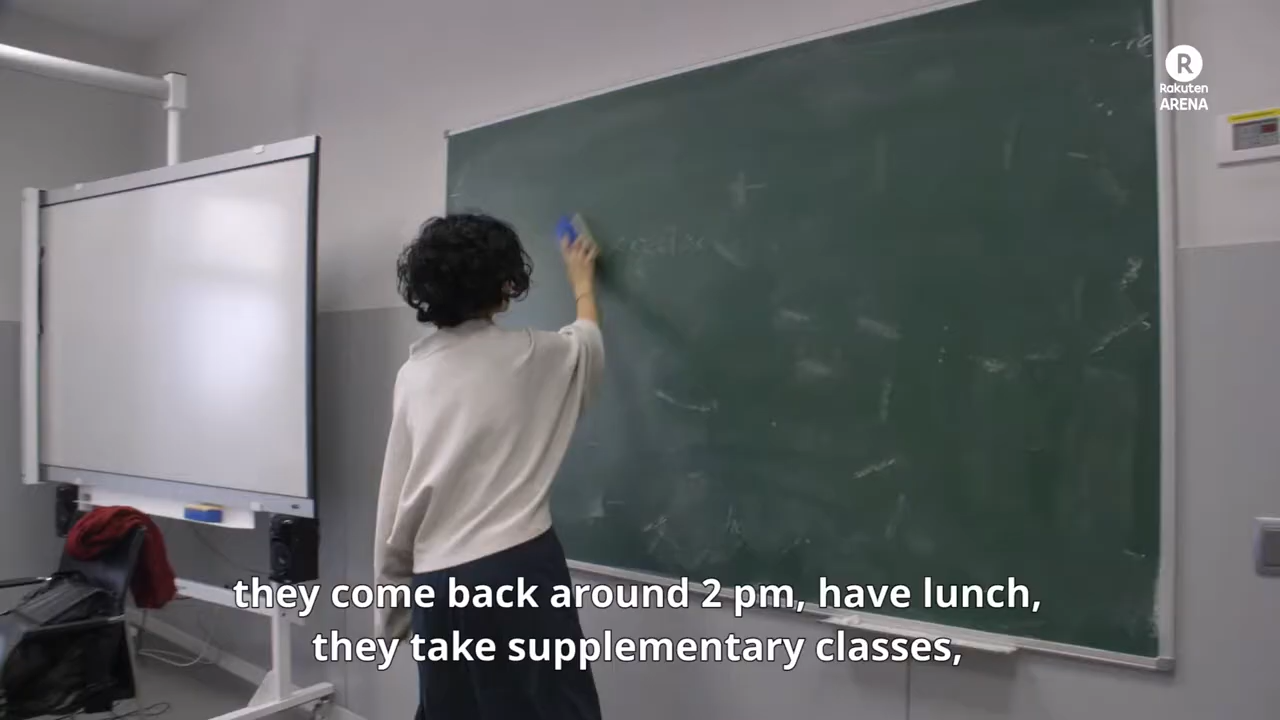 R
Rakuten
ARENA
they come back around 2 pm, have lunch,
they take supplementary classes,